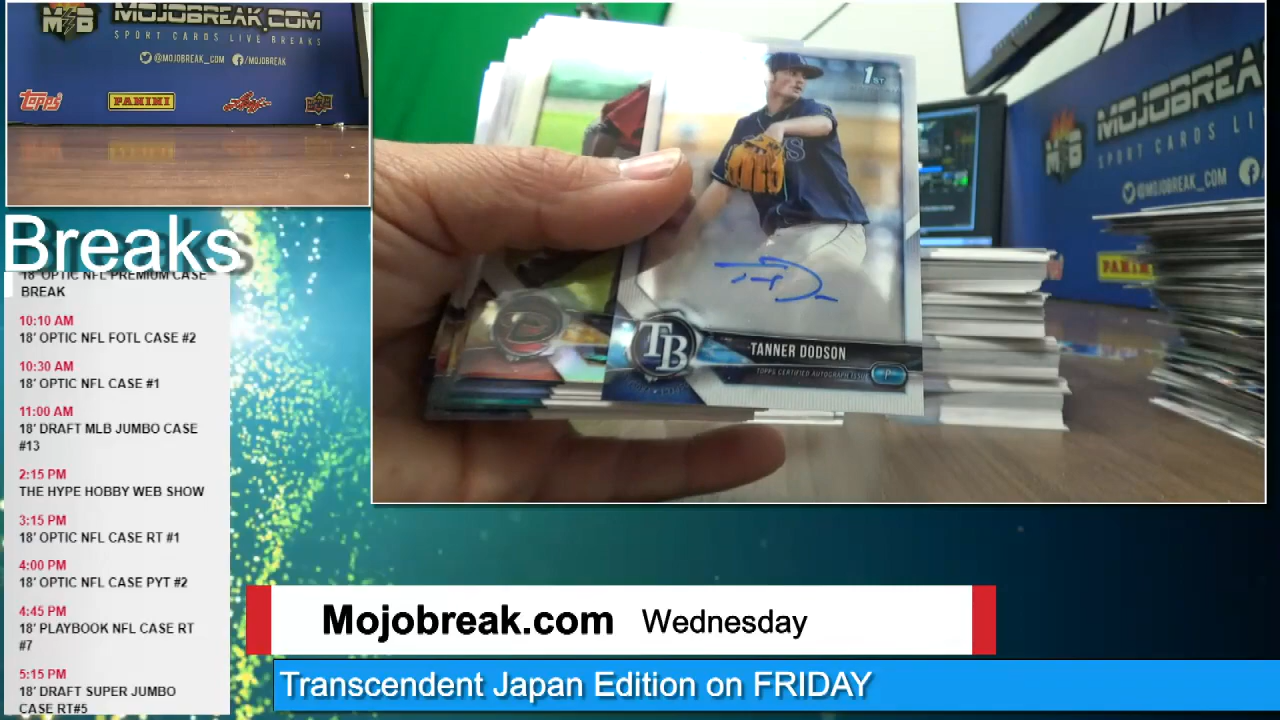 MB MOJOBREAK.COM
SPORT CARDS LIVE BREAKS
@MOJOBREAK_COM /MOJOBREAK
Topps PANINI
Breaks
18' OPTIC NFL PREMIUM CASE
BREAK
10:10 AM
18' OPTIC NFL FOTL CASE #2
10:30 AM
18' OPTIC NFL CASE #1
11:00 AM
18' DRAFT MLB JUMBO CASE
#13
2:15 PM
THE HYPE HOBBY WEB SHOW
3:15 PM
18' OPTIC NFL CASE RT #1
4:00 PM
18' OPTIC NFL CASE PYT #2
4:45 PM
18' PLAYBOOK NFL CASE RT
#7
5:15 PM
18' DRAFT SUPER JUMBO
CASE RT#5
1ST
TB
TANNER DODSON
TOPPS CERTIFIED AUTOGRAPH ISSUE P
MB MOJOBREA
SPORT CARDS LI
@MOJOBREAK_COM
PANI
Mojobreak.com Wednesday
Transcendent Japan Edition on FRIDAY